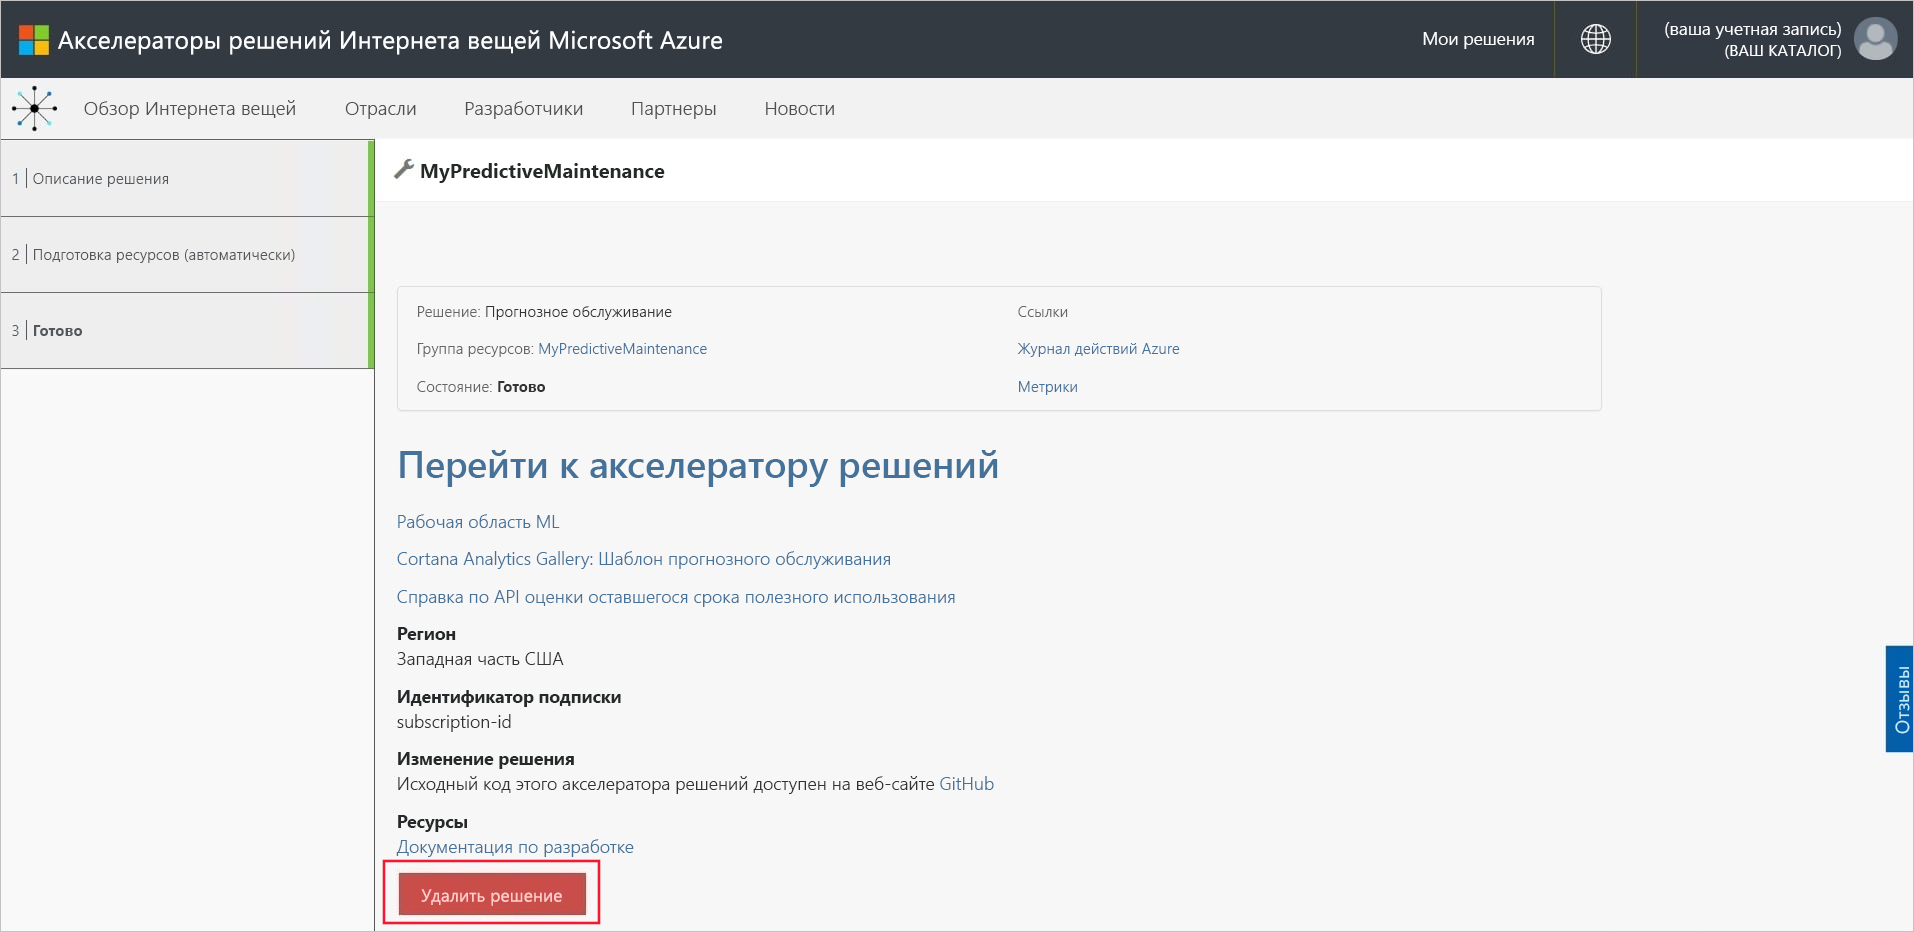 Акселераторы решений Интернета вещей Microsoft Azure
Мои решения
(ваша учетная запись)
(ВАШ КАТАЛОГ)
Обзор Интернета вещей
Отрасли
Разработчики
Партнеры
Новости
1 | Описание решения
2 | Подготовка ресурсов (автоматически)
3 | Готово
MyPredictiveMaintenance
Решение: Прогнозное обслуживание
Группа ресурсов: MyPredictiveMaintenance
Состояние: Готово
Ссылки
Журнал действий Azure
Метрики
Перейти к акселератору решений
Рабочая область ML
Cortana Analytics Gallery: Шаблон прогнозного обслуживания
Справка по API оценки оставшегося срока полезного использования
Регион
Западная часть США
Идентификатор подписки
subscription-id
Изменение решения
Исходный код этого акселератора решений доступен на веб-сайте GitHub
Ресурсы
Документация по разработке
Удалить решение
Отзывы